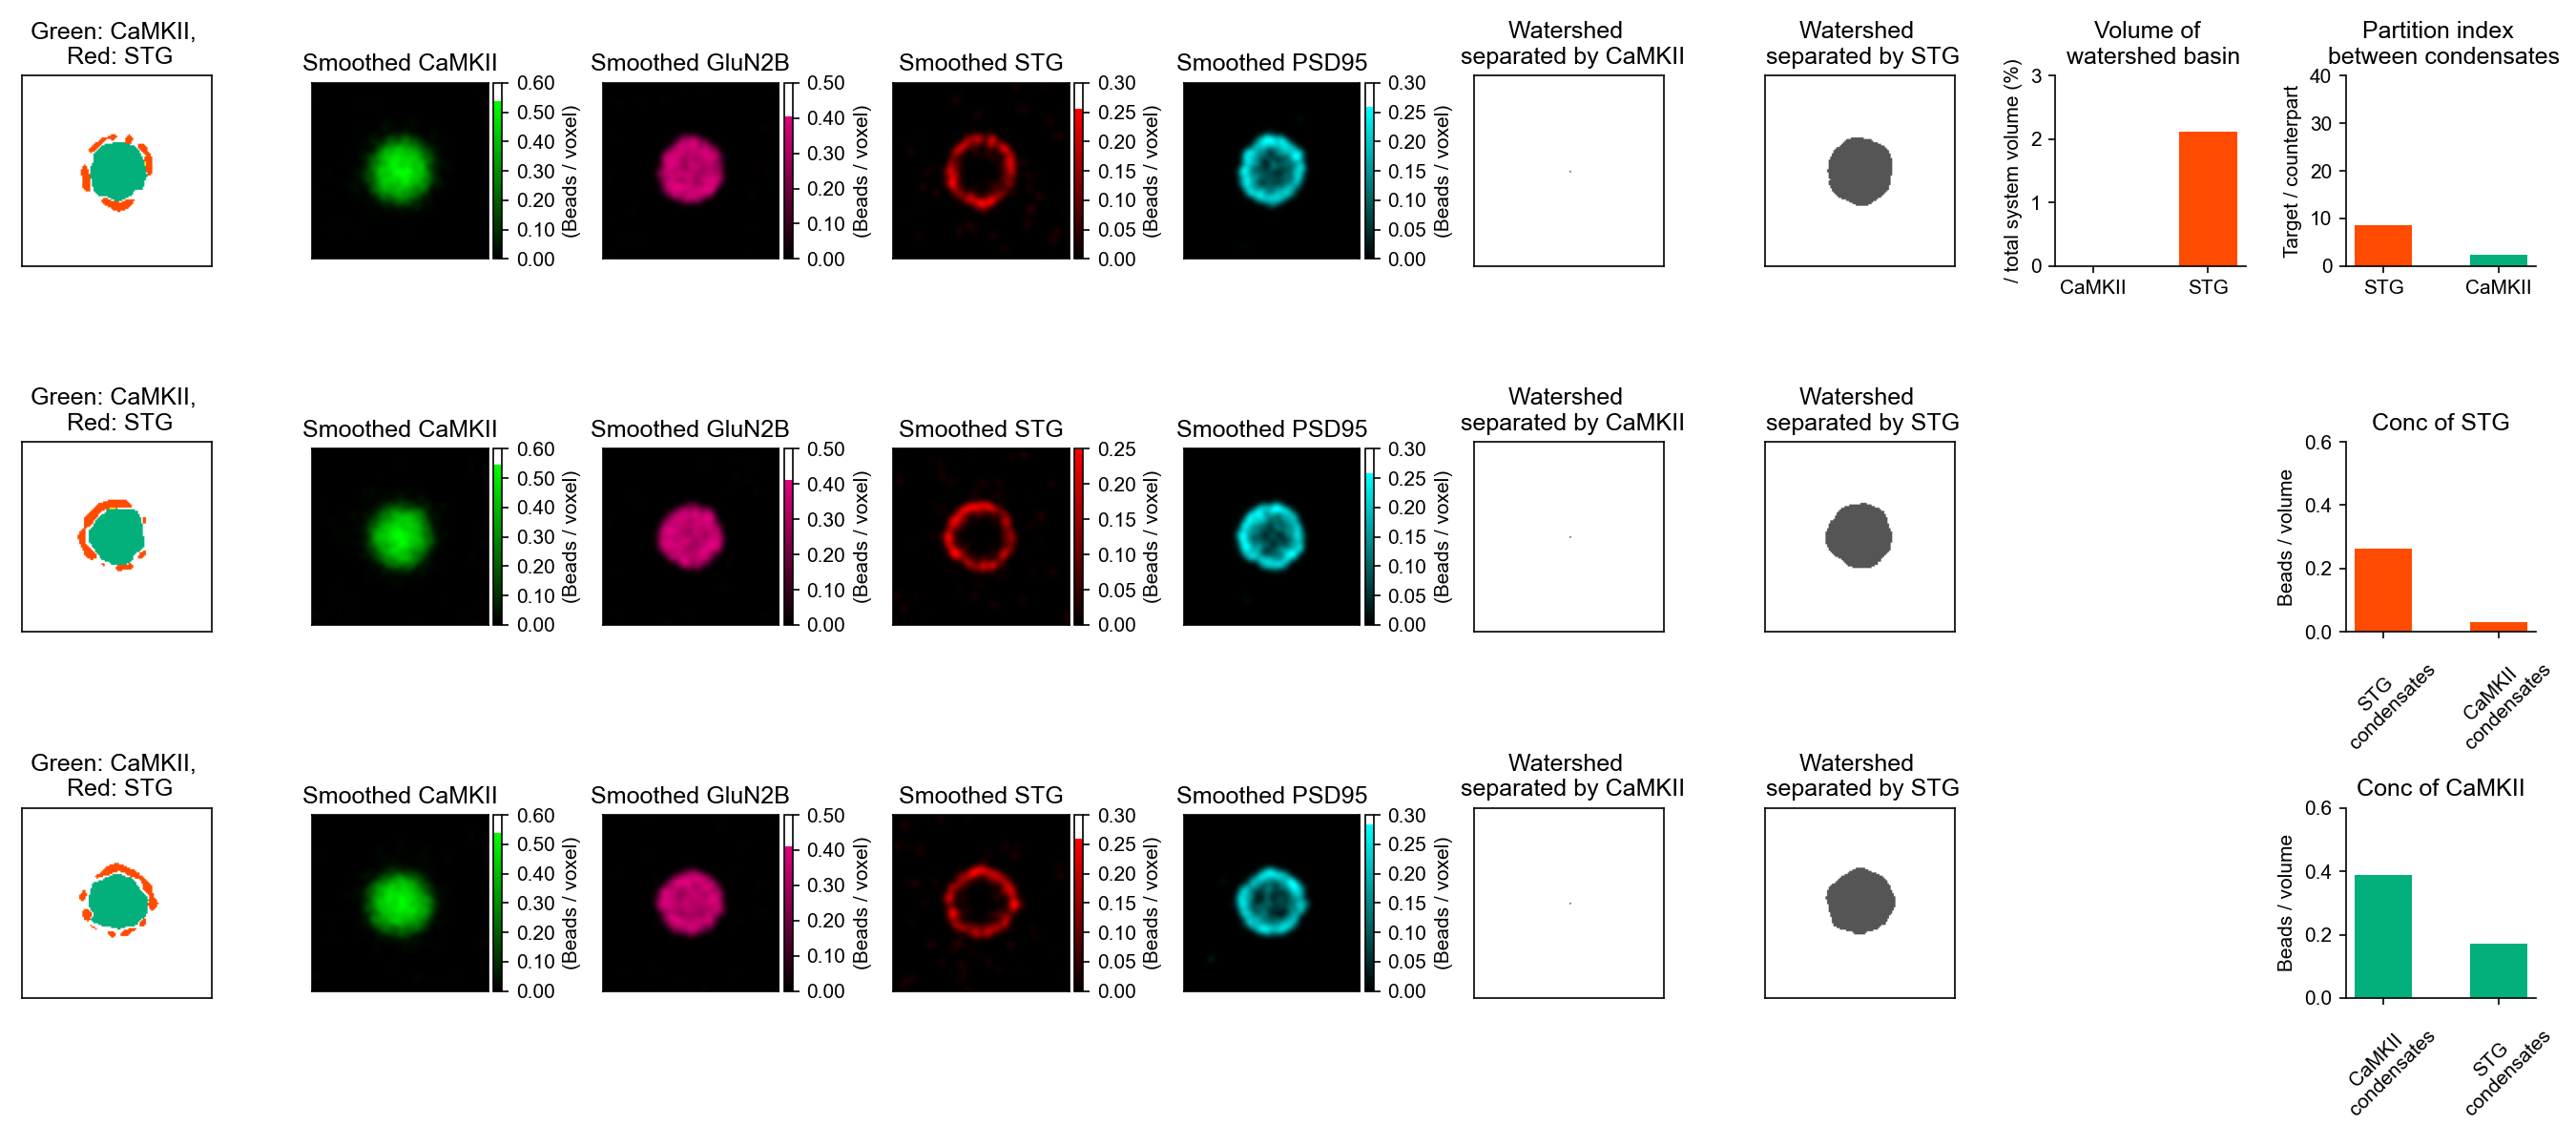 Green: CaMKII,
Red: STG
Smoothed CaMKII
0.60
0.50
0.40
0.30
0.20
0.10
0.00
(Beads / voxel)
Smoothed GluN2B
0.50
0.40
0.30
0.20
0.10
0.00
(Beads / voxel)
Smoothed STG
0.30
0.25
0.20
0.15
0.10
0.05
0.00
(Beads / voxel)
Smoothed PSD95
0.30
0.25
0.20
0.15
0.10
0.05
0.00
(Beads / voxel)
Watershed
separated by CaMKII
Watershed
separated by STG
Volume of
watershed basin
/ total system volume (%)
3
2
1
0
CaMKII
STG
Partition index
between condensates
Target / counterpart
40
30
20
10
0
STG
CaMKII
Green: CaMKII,
Red: STG
Smoothed CaMKII
0.60
0.50
0.40
0.30
0.20
0.10
0.00
(Beads / voxel)
Smoothed GluN2B
0.50
0.40
0.30
0.20
0.10
0.00
(Beads / voxel)
Smoothed STG
0.25
0.20
0.15
0.10
0.05
0.00
(Beads / voxel)
Smoothed PSD95
0.30
0.25
0.20
0.15
0.10
0.05
0.00
(Beads / voxel)
Watershed
separated by CaMKII
Watershed
separated by STG
Conc of STG
Beads / volume
0.6
0.4
0.2
0.0
STG
condensates
CaMKII
condensates
Green: CaMKII,
Red: STG
Smoothed CaMKII
0.60
0.50
0.40
0.30
0.20
0.10
0.00
(Beads / voxel)
Smoothed GluN2B
0.50
0.40
0.30
0.20
0.10
0.00
(Beads / voxel)
Smoothed STG
0.30
0.25
0.20
0.15
0.10
0.05
0.00
(Beads / voxel)
Smoothed PSD95
0.30
0.25
0.20
0.15
0.10
0.05
0.00
(Beads / voxel)
Watershed
separated by CaMKII
Watershed
separated by STG
Conc of CaMKII
Beads / volume
0.6
0.4
0.2
0.0
CaMKII
condensates
STG
condensates